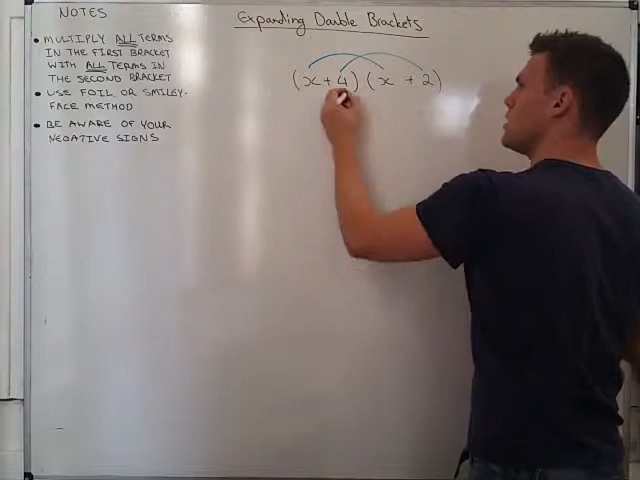 NOTES
Expanding Double Brackets
• MULTIPLY ALL TERMS
IN THE FIRST BRACKET
WITH ALL TERMS IN
THE SECOND BRACKET
• USE FOIL OR SMILEY-
FACE METHOD
• BE AWARE OF YOUR
NEGATIVE SIGNS
(x+4)(x + 2)